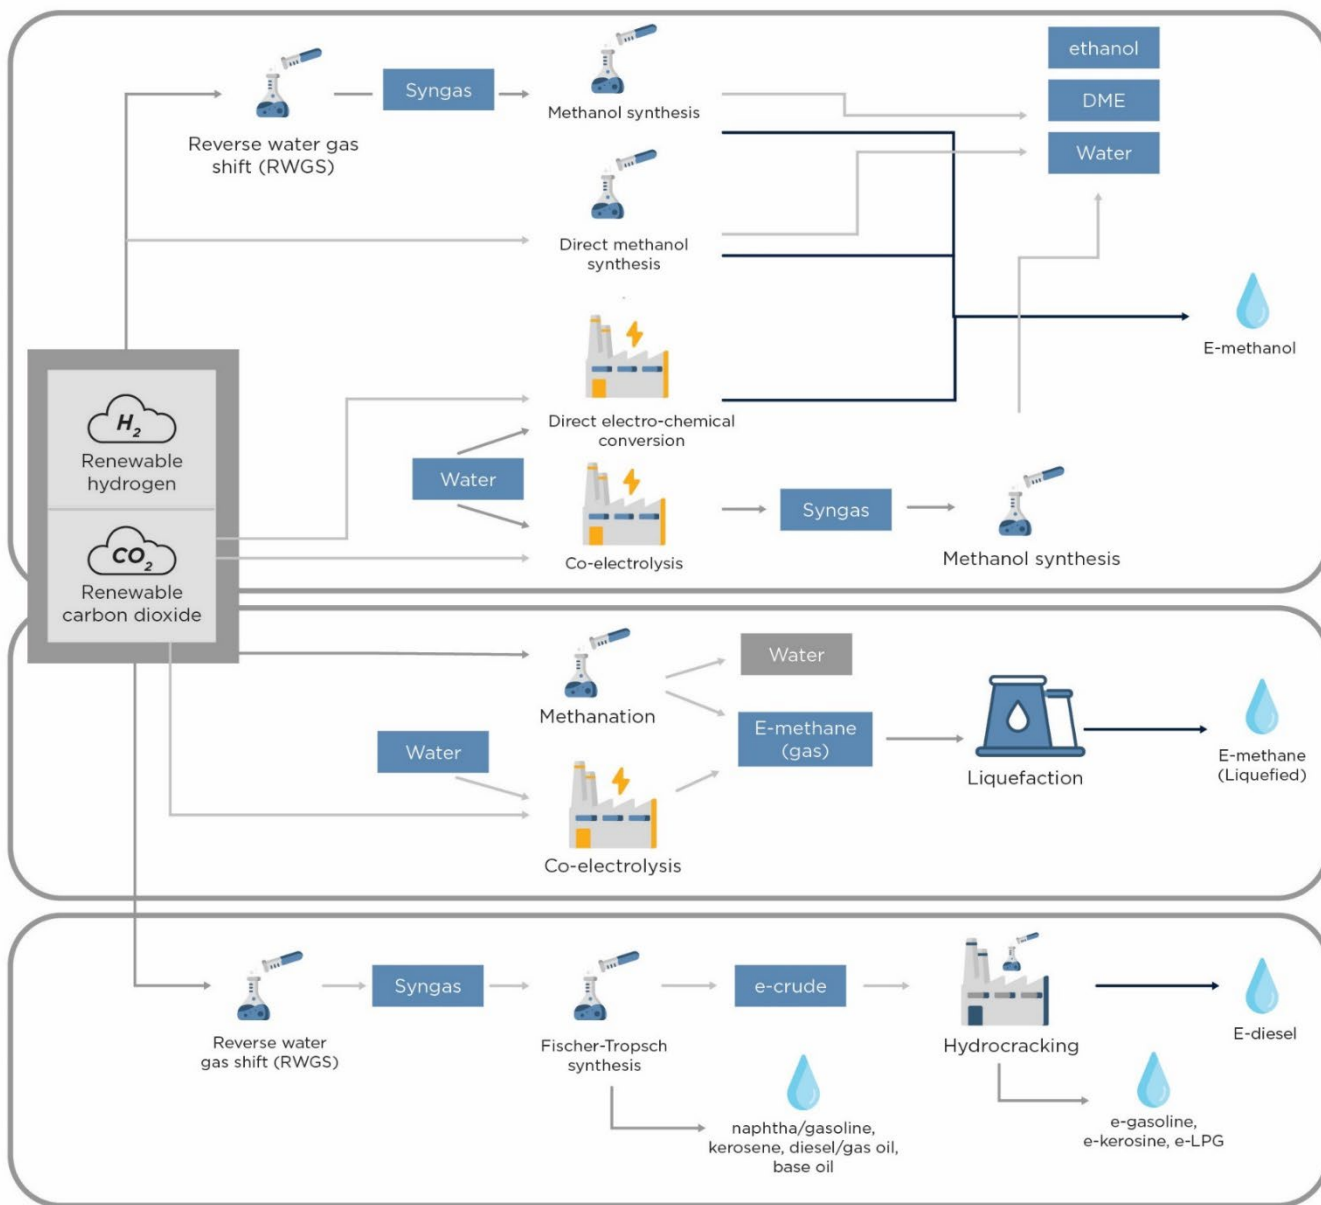 ethanol
Syngas
DME
Methanol synthesis
Reverse water gas
shift (RWGS)
Water
Direct methanol
synthesis
E-methanol
H2
Renewable
hydrogen
Direct electro-chemical
conversion
Water
Syngas
CO2
Co-electrolysis
Methanol synthesis
Renewable
carbon dioxide
Water
Methanation
E-methane
(gas)
Water
E-methane
(Liquefied)
Liquefaction
Co-electrolysis
Syngas
e-crude
Reverse water
gas shift (RWGS)
Fischer-Tropsch
synthesis
Hydrocracking
E-diesel
naphtha/gasoline,
kerosene, diesel/gas oil,
base oil
e-gasoline,
e-kerosine, e-LPG